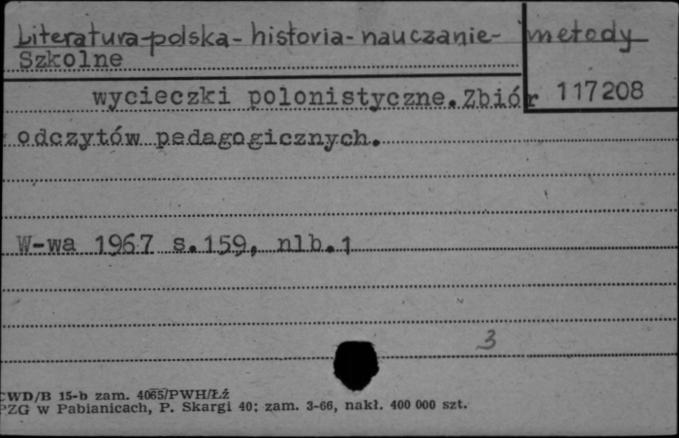 Literatura-polska-historia-nauczanie- metody
Szkolne
wycieczki polonistyczne.Zbiór 117208
odczytów pedagogicznych.
W-wa 1967 s.159, nlb.1
3
CWD/B 15-b zam. 4065/PWH/Łź
PZG w Pabianicach, P. Skargi 40; zam. 3-66, nakł. 400 000 szt.